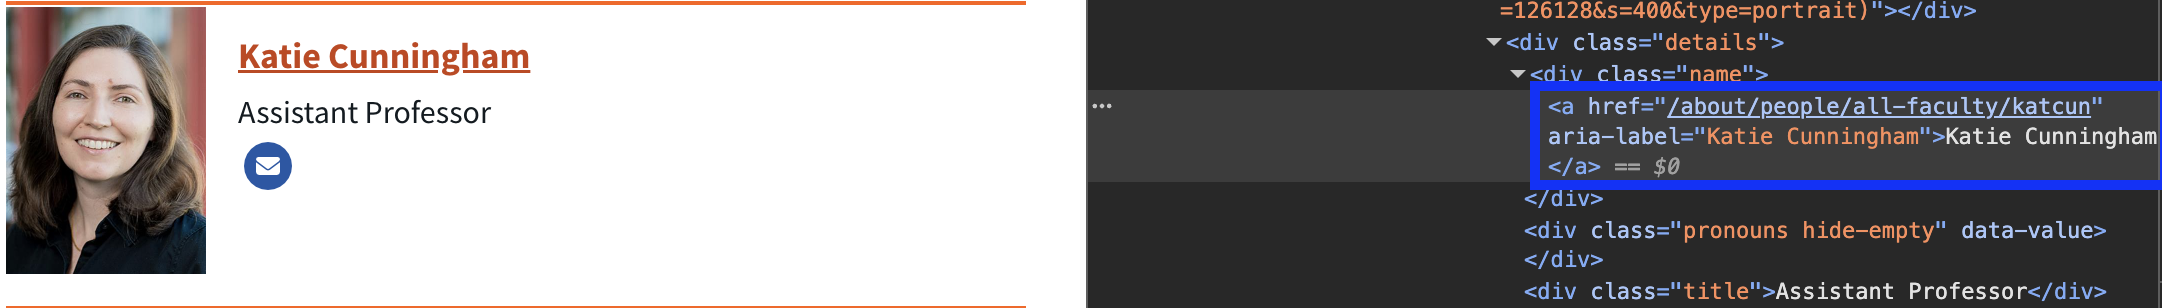 Katie Cunningham
Assistant Professor
=126128&s=400&type=portrait)"></div>
<div class="details">
<div class="name">
<a href="/about/people/all-faculty/katcun"
aria-label="Katie Cunningham">Katie Cunningham
</a> == $0
</div>
<div class="pronouns hide-empty" data-value>
</div>
<div class="title">Assistant Professor</div>